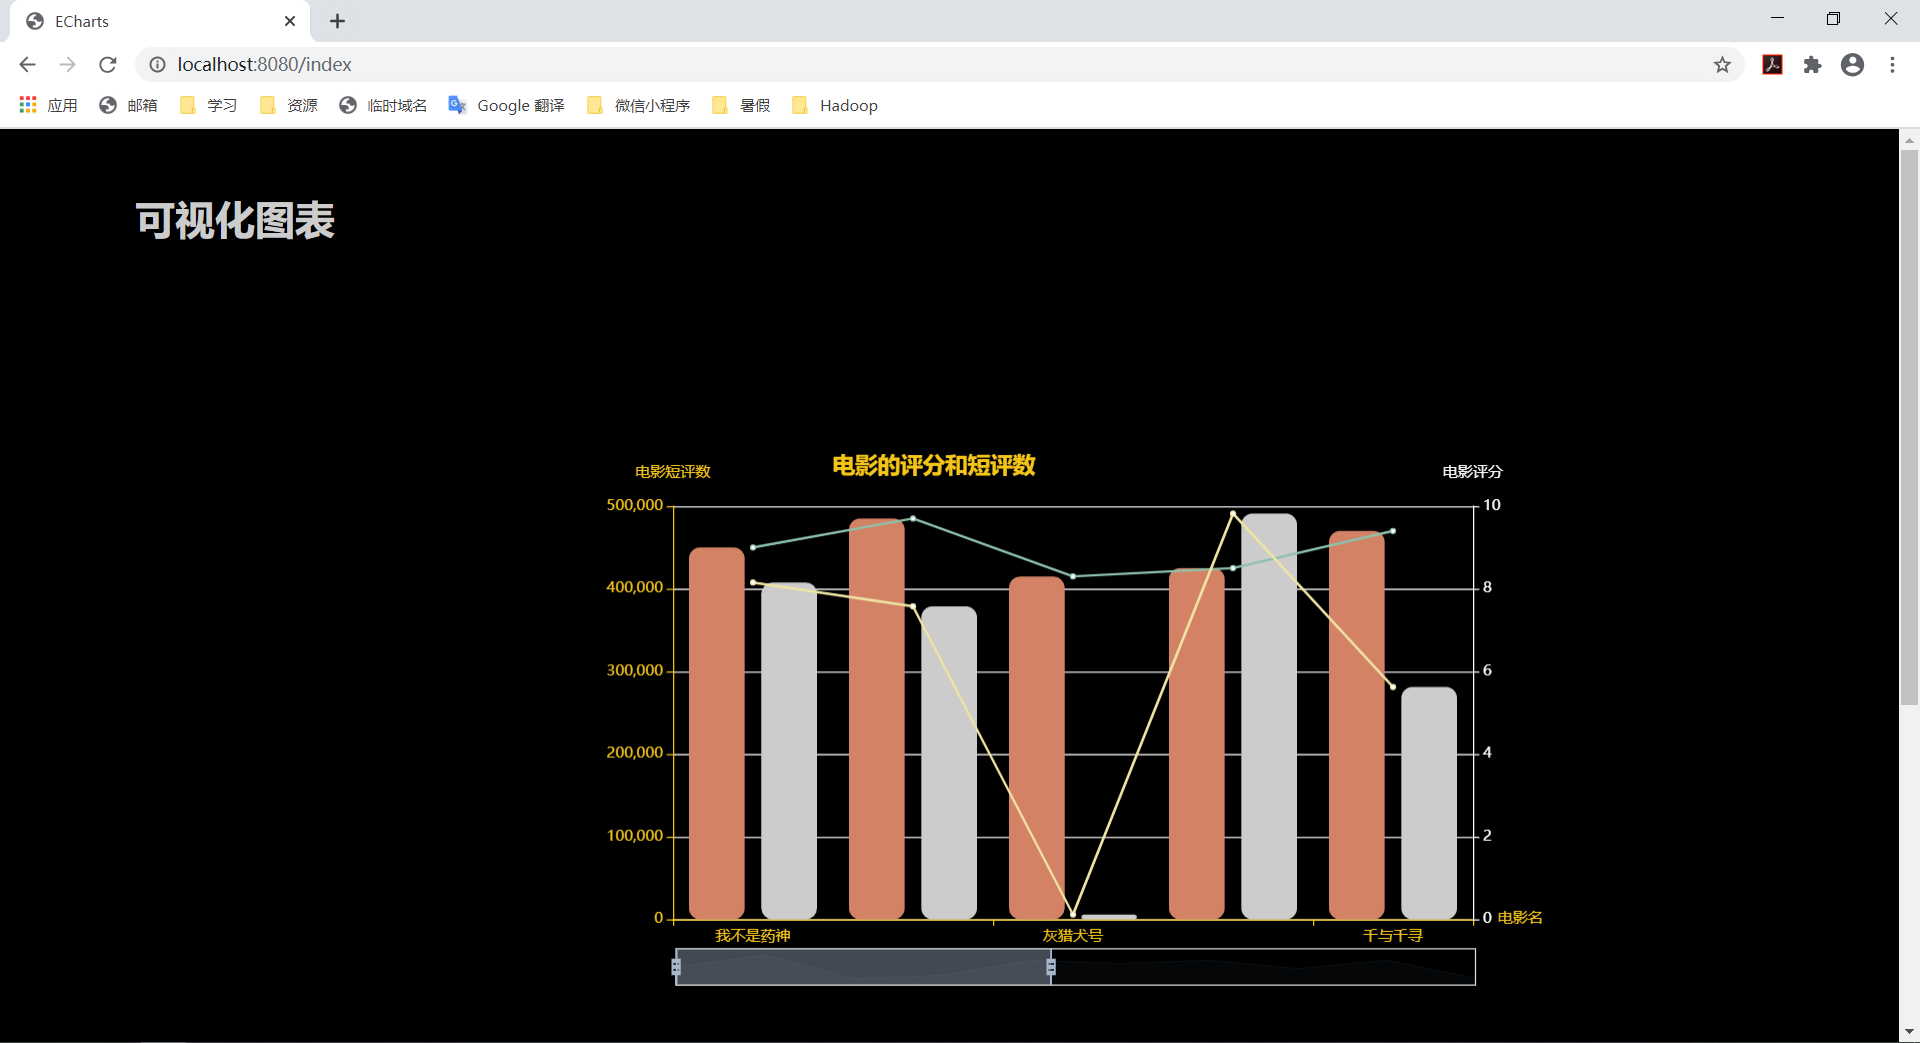 ECharts
localhost:8080/index
应用 邮箱 学习 资源 临时域名 Google 翻译 微信小程序 暑假 Hadoop
可视化图表
电影的评分和短评数
电影短评数 电影评分
500,000 10
400,000 8
300,000 6
200,000 4
100,000 2
0 0 电影名
我不是药神 灰猎犬号 千与千寻